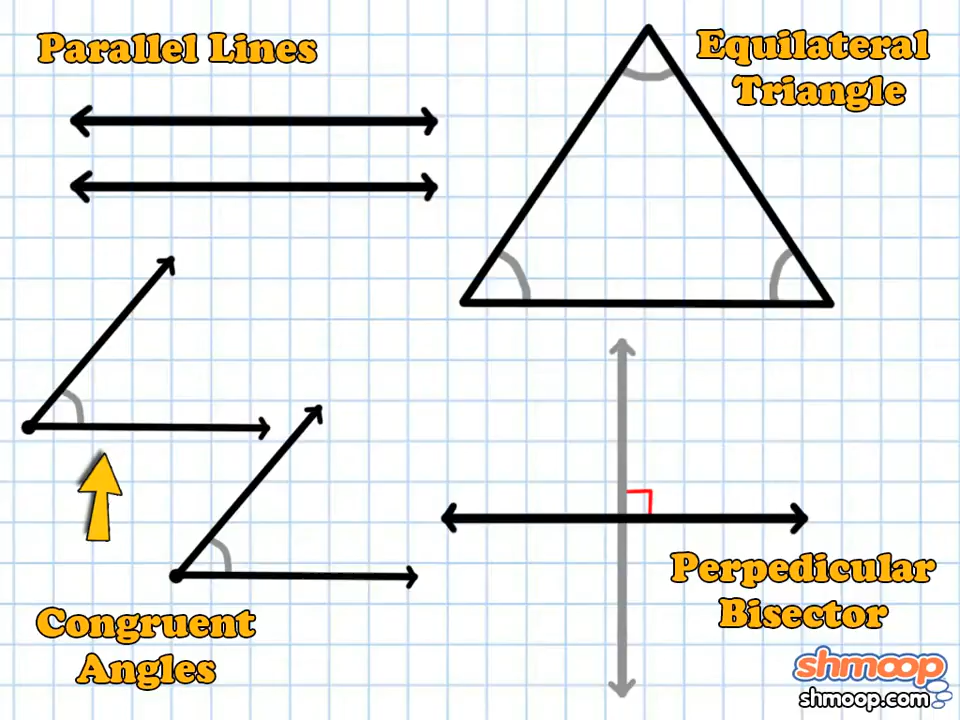 Parallel Lines
Equilateral
Triangle
Congruent
Angles
Perpedicular
Bisector
shmoop
shmoop.com